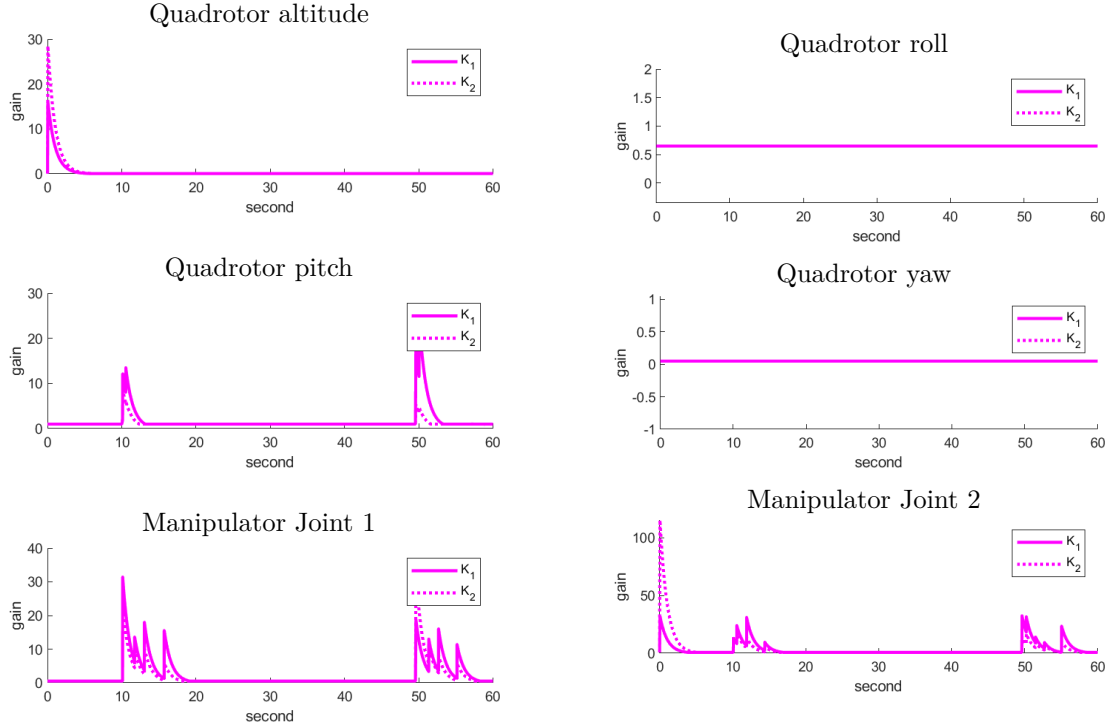 Quadrotor altitude
30
20
10
0
gain
0 10 20 30 40 50 60
second
K1
K2
Quadrotor roll
2
1.5
1
0.5
0
gain
0 10 20 30 40 50 60
second
K1
K2
Quadrotor pitch
30
20
10
0
gain
0 10 20 30 40 50 60
second
K1
K2
Quadrotor yaw
1
0.5
0
-0.5
-1
gain
0 10 20 30 40 50 60
second
K1
K2
Manipulator Joint 1
40
30
20
10
0
gain
0 10 20 30 40 50 60
second
K1
K2
Manipulator Joint 2
100
50
0
gain
0 10 20 30 40 50 60
second
K1
K2